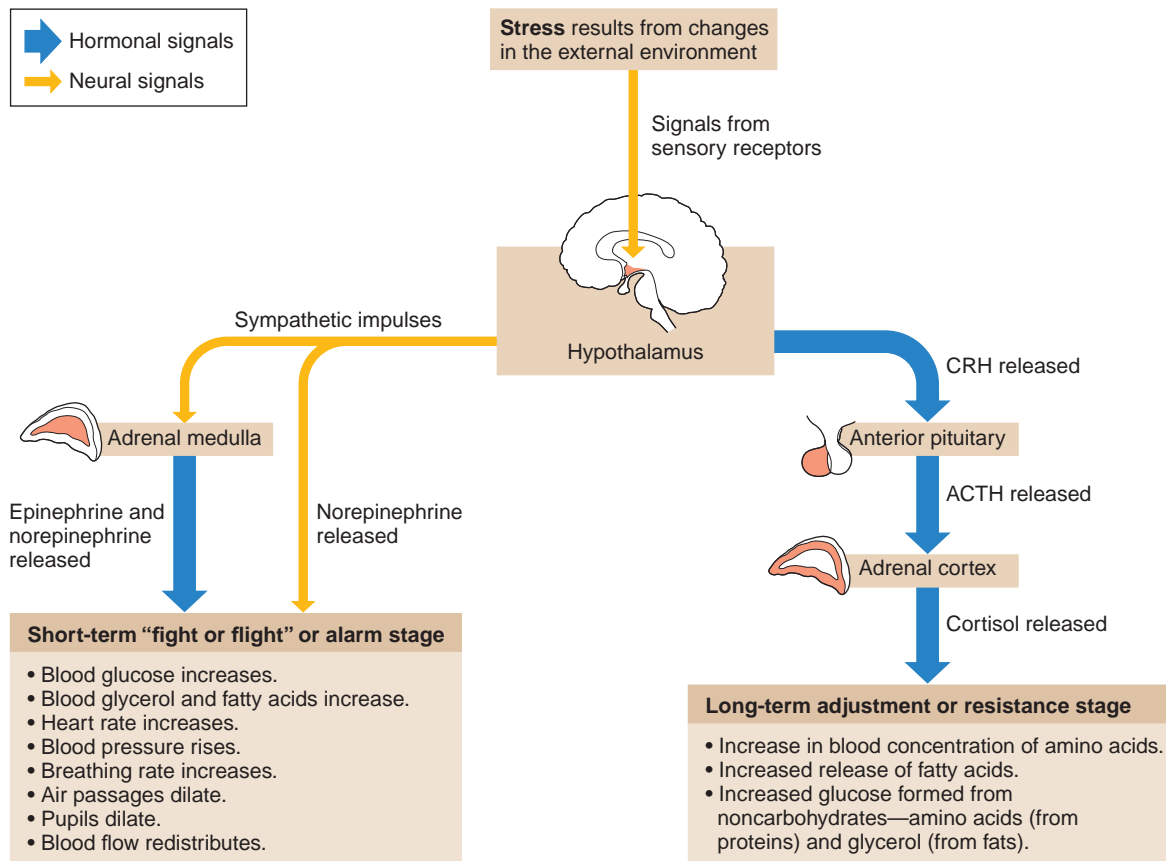 Hormonal signals
Neural signals
Stress results from changes
in the external environment
Signals from
sensory receptors
Hypothalamus
Sympathetic impulses
Adrenal medulla
Epinephrine and
norepinephrine
released
Norepinephrine
released
Short-term “fight or flight” or alarm stage
• Blood glucose increases.
• Blood glycerol and fatty acids increase.
• Heart rate increases.
• Blood pressure rises.
• Breathing rate increases.
• Air passages dilate.
• Pupils dilate.
• Blood flow redistributes.
CRH released
Anterior pituitary
ACTH released
Adrenal cortex
Cortisol released
Long-term adjustment or resistance stage
• Increase in blood concentration of amino acids.
• Increased release of fatty acids.
• Increased glucose formed from
noncarbohydrates—amino acids (from
proteins) and glycerol (from fats).